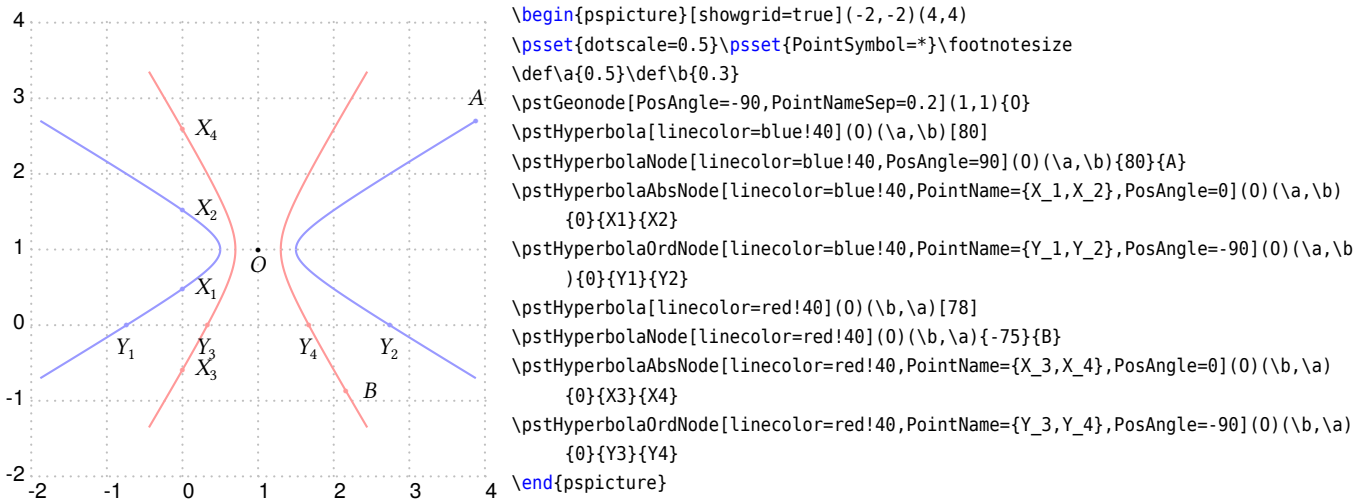 4
3
2
1
0
-1
-2
-2 -1 0 1 2 3 4
A
X4
X2
O
X1
Y1 Y3 Y4 Y2
X3
B
\begin{pspicture}[showgrid=true](-2,-2)(4,4)
\psset{dotscale=0.5}\psset{PointSymbol=*}\footnotesize
\def\a{0.5}\def\b{0.3}
\pstGeonode[PosAngle=-90,PointNameSep=0.2](1,1){O}
\pstHyperbola[linecolor=blue!40](O)(\a,\b)[80]
\pstHyperbolaNode[linecolor=blue!40,PosAngle=90](O)(\a,\b){80}{A}
\pstHyperbolaAbsNode[linecolor=blue!40,PointName={X_1,X_2},PosAngle=0](O)(\a,\b)
{0}{X1}{X2}
\pstHyperbolaOrdNode[linecolor=blue!40,PointName={Y_1,Y_2},PosAngle=-90](O)(\a,\b
){0}{Y1}{Y2}
\pstHyperbola[linecolor=red!40](O)(\b,\a)[78]
\pstHyperbolaNode[linecolor=red!40](O)(\b,\a){-75}{B}
\pstHyperbolaAbsNode[linecolor=red!40,PointName={X_3,X_4},PosAngle=0](O)(\b,\a)
{0}{X3}{X4}
\pstHyperbolaOrdNode[linecolor=red!40,PointName={Y_3,Y_4},PosAngle=-90](O)(\b,\a)
{0}{Y3}{Y4}
\end{pspicture}